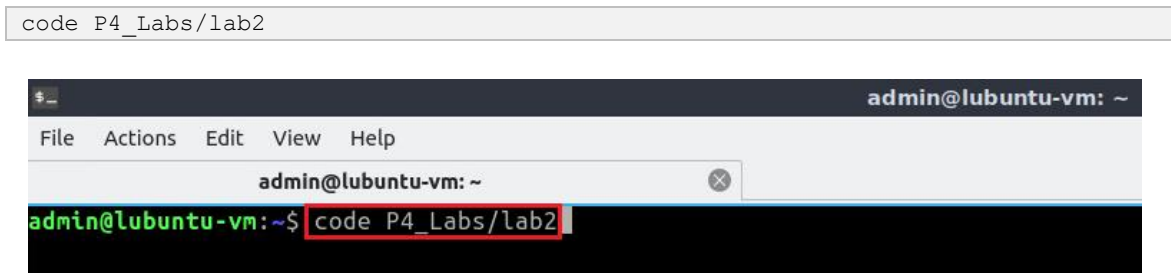 code P4_Labs/lab2
$_
admin@lubuntu-vm: ~
File Actions Edit View Help
admin@lubuntu-vm: ~
admin@lubuntu-vm:~$ code P4_Labs/lab2